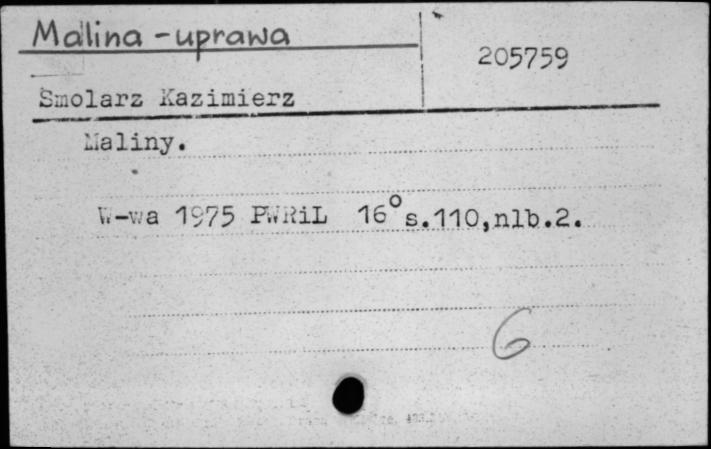 Malina - uprawa
205759
Smolarz Kazimierz
Maliny.
W-wa 1975 PWRiL 16° s.110,nlb.2.
6